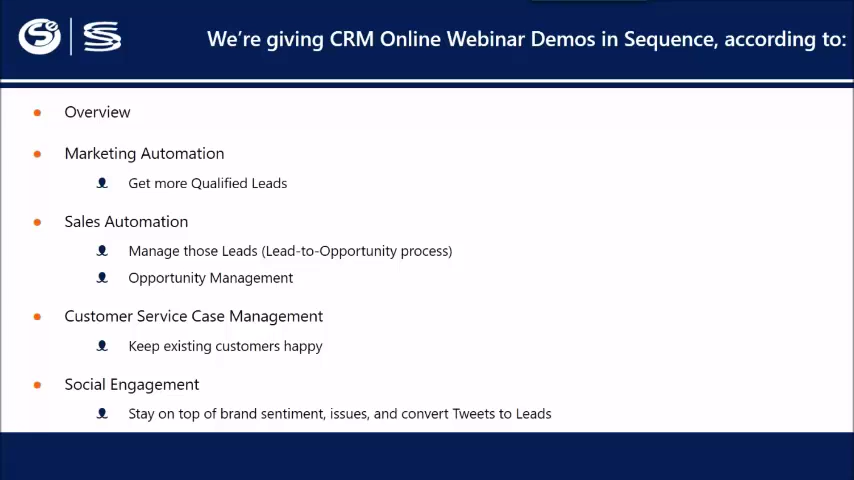 We're giving CRM Online Webinar Demos in Sequence, according to:
Overview
Marketing Automation
Get more Qualified Leads
Sales Automation
Manage those Leads (Lead-to-Opportunity process)
Opportunity Management
Customer Service Case Management
Keep existing customers happy
Social Engagement
Stay on top of brand sentiment, issues, and convert Tweets to Leads